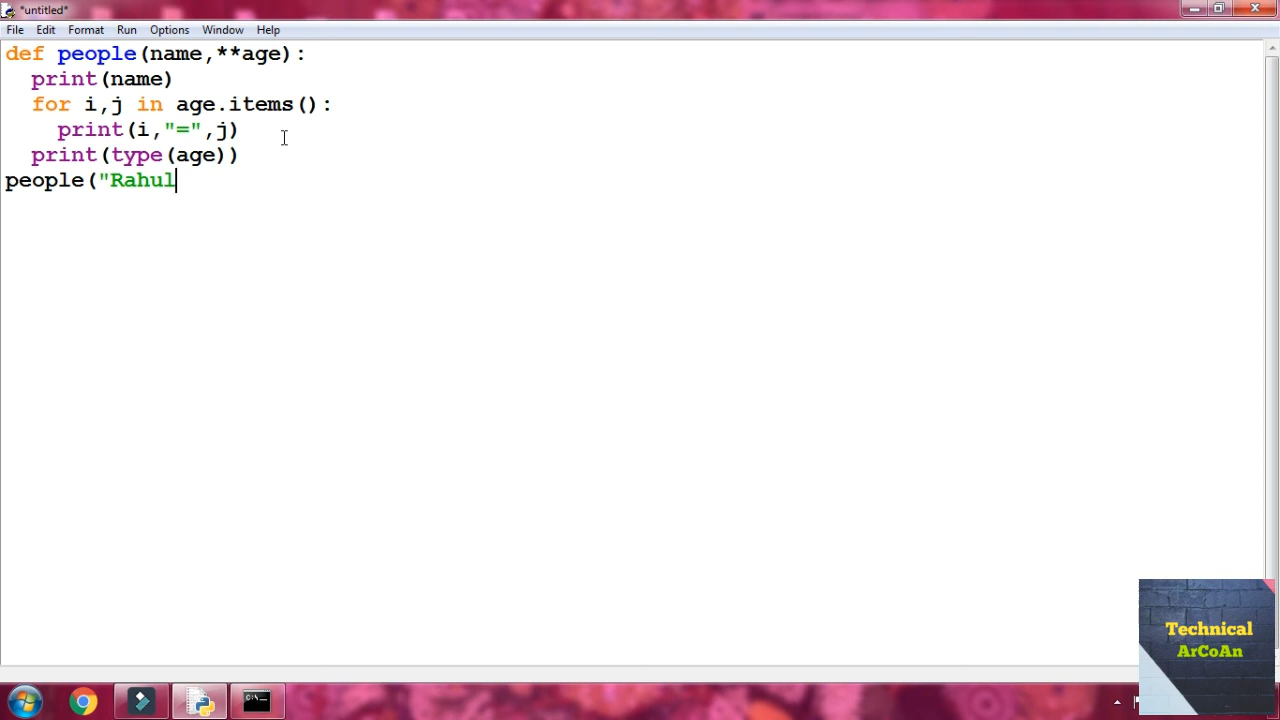 *untitled*
File Edit Format Run Options Window Help
def people(name,**age):
  print(name)
  for i,j in age.items():
    print(i,"=",j)
  print(type(age))
people("Rahul
Technical
ArCoAn